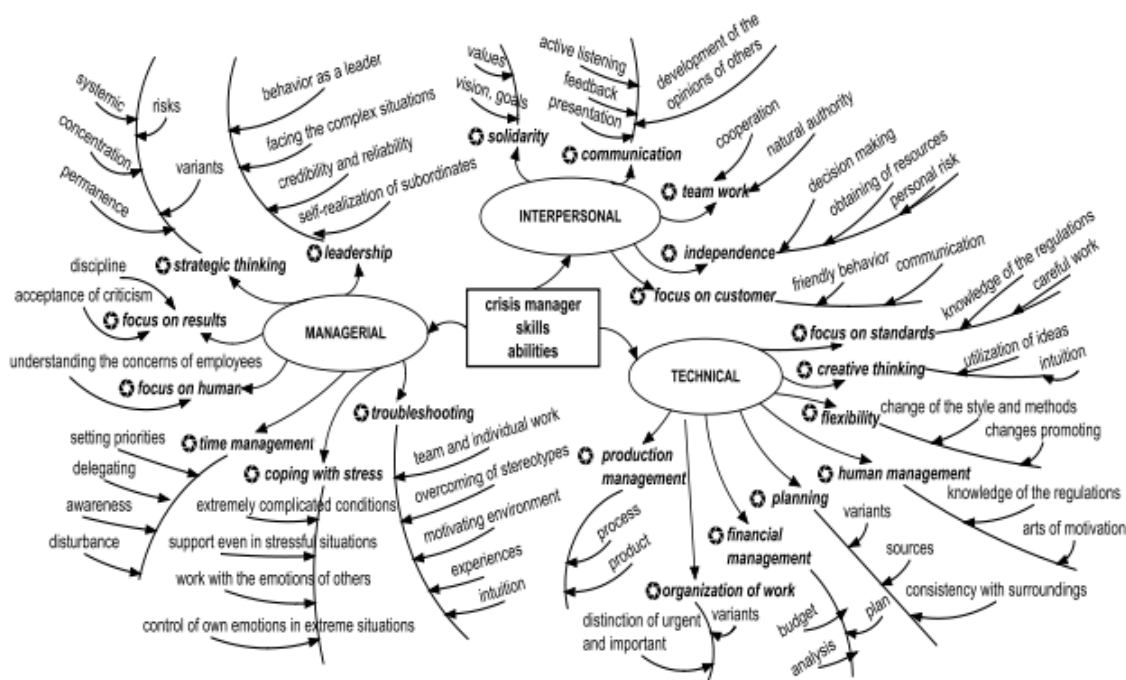 crisis manager
skills
abilities
INTERPERSONAL
solidarity
values
vision, goals
communication
active listening
feedback
presentation
development of the
opinions of others
team work
cooperation
natural authority
independence
decision making
obtaining of resources
personal risk
focus on customer
friendly behavior
communication
MANAGERIAL
leadership
behavior as a leader
facing the complex situations
credibility and reliability
self-realization of subordinates
strategic thinking
systemic
risks
concentration
variants
permanence
focus on results
discipline
acceptance of criticism
focus on human
understanding the concerns of employees
time management
setting priorities
delegating
awareness
disturbance
coping with stress
extremely complicated conditions
support even in stressful situations
work with the emotions of others
control of own emotions in extreme situations
troubleshooting
team and individual work
overcoming of stereotypes
motivating environment
experiences
intuition
TECHNICAL
focus on standards
knowledge of the regulations
careful work
creative thinking
utilization of ideas
intuition
flexibility
change of the style and methods
changes promoting
human management
knowledge of the regulations
arts of motivation
planning
variants
sources
consistency with surroundings
financial
management
budget
plan
analysis
organization of work
distinction of urgent
and important
variants
production
management
process
product